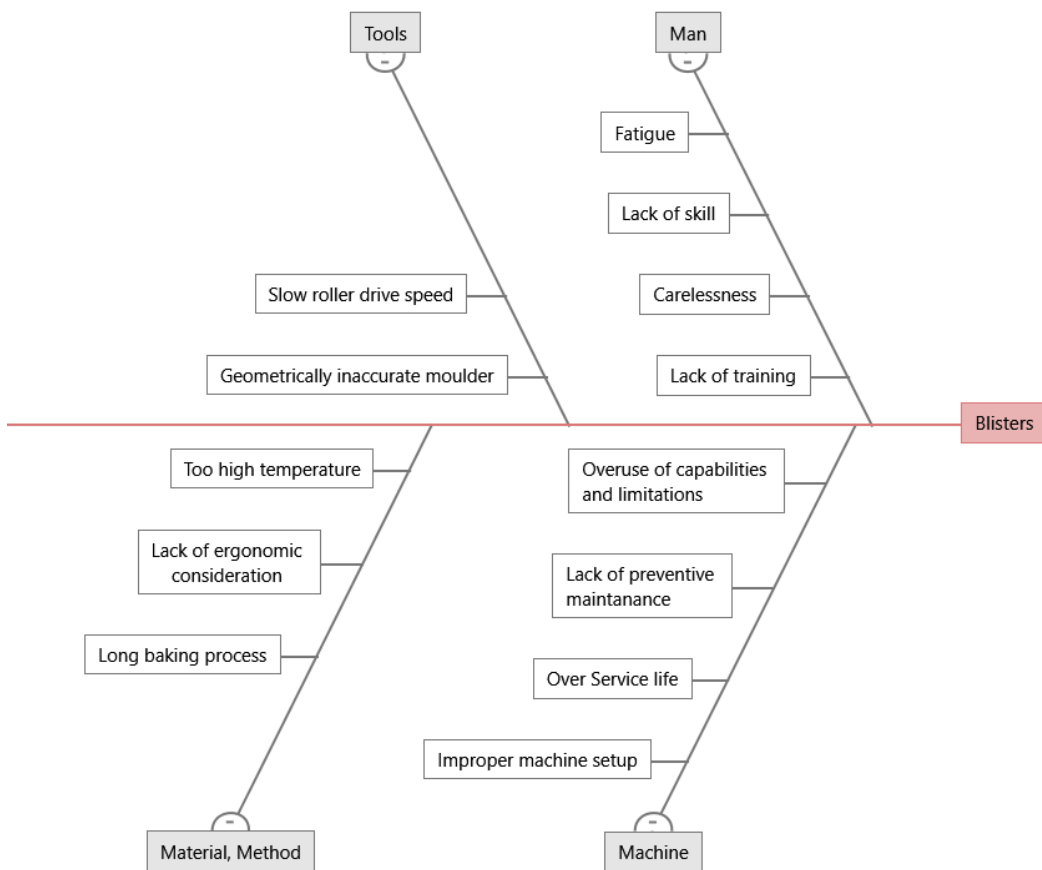 Tools
Man
Fatigue
Lack of skill
Slow roller drive speed
Carelessness
Geometrically inaccurate moulder
Lack of training
Blisters
Too high temperature
Overuse of capabilities
and limitations
Lack of ergonomic
consideration
Lack of preventive
maintanance
Long baking process
Over Service life
Improper machine setup
Material, Method
Machine